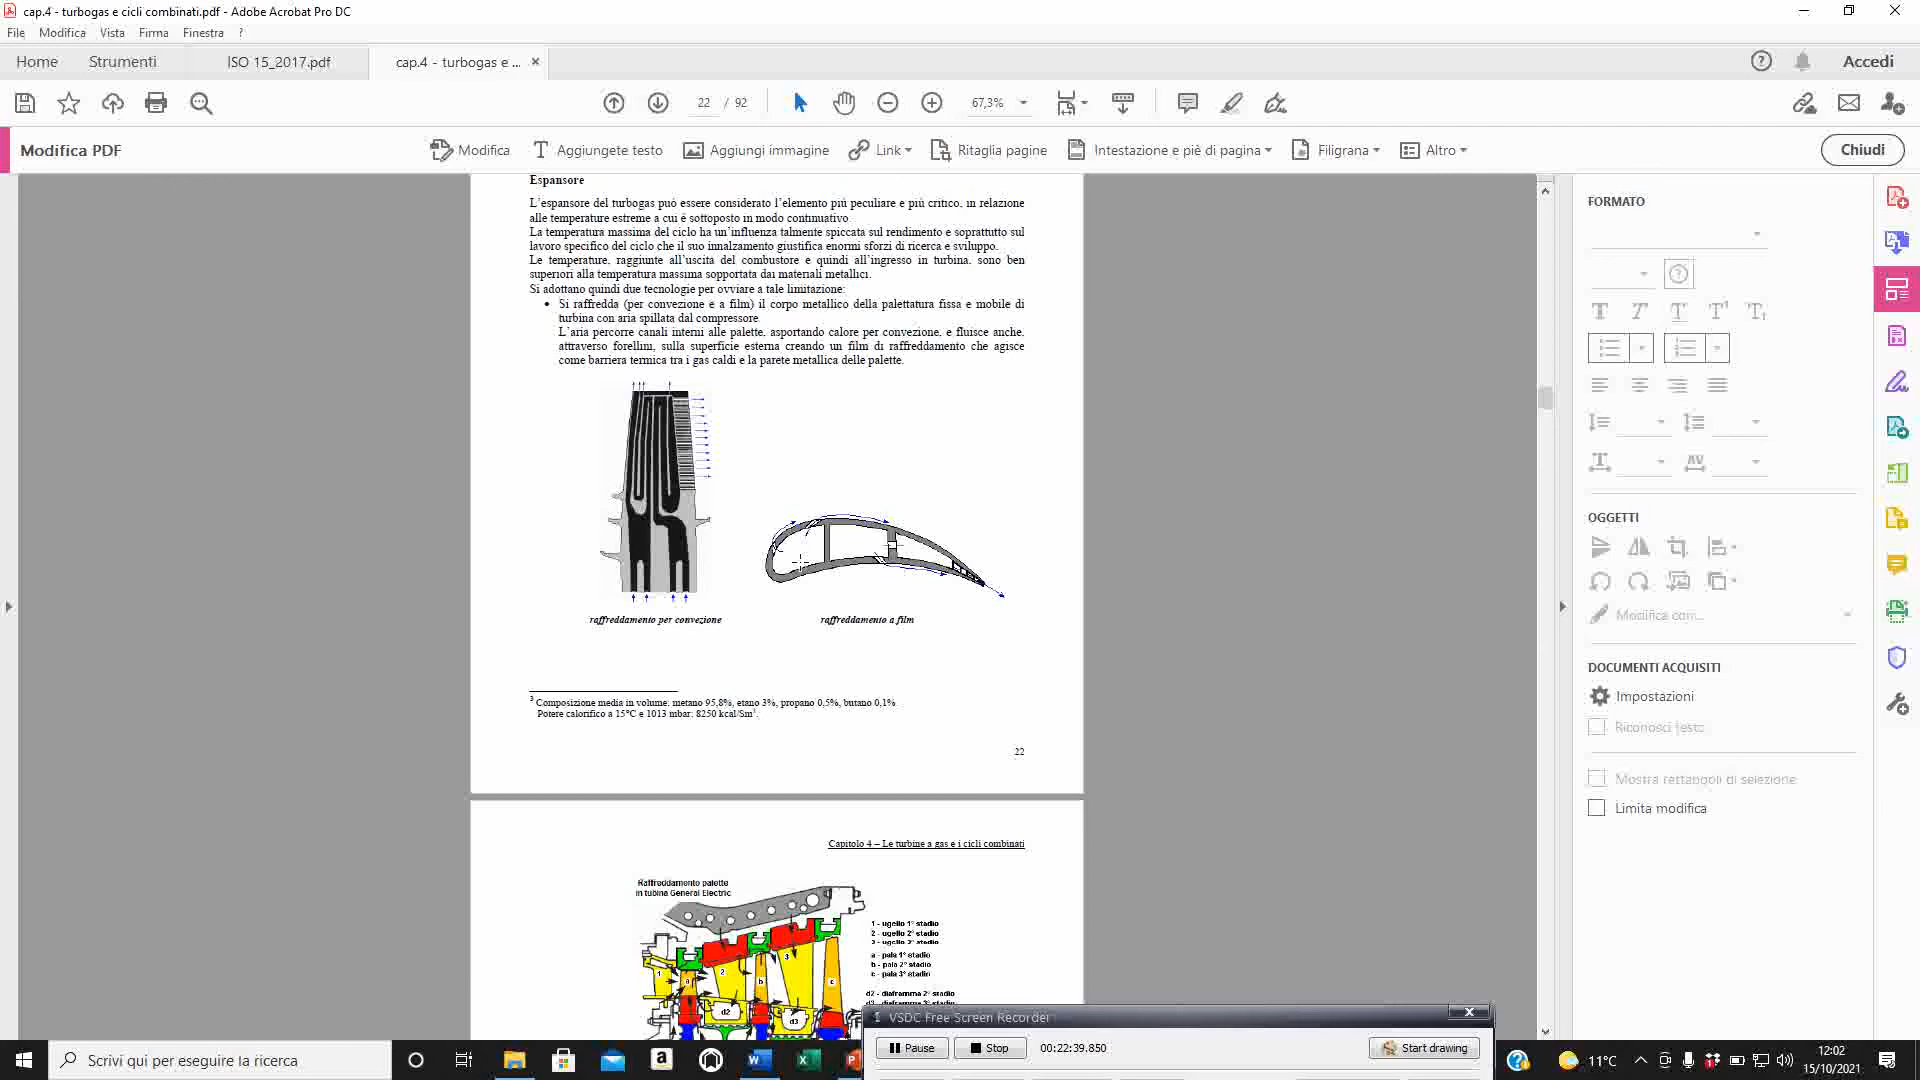 cap.4 - turbogas e cicli combinati.pdf - Adobe Acrobat Pro DC
File Modifica Vista Firma Finestra ?
Home Strumenti ISO 15_2017.pdf cap.4 - turbogas e ... × Accedi
22 / 92 67,3%
Modifica PDF Modifica Aggiungete testo Aggiungi immagine Link Ritaglia pagine Intestazione e piè di pagina Filigrana Altro Chiudi
Espansore
L'espansore del turbogas può essere considerato l'elemento più peculiare e più critico, in relazione
alle temperature estreme a cui è sottoposto in modo continuativo.
La temperatura massima del ciclo ha un'influenza talmente spiccata sul rendimento e soprattutto sul
lavoro specifico del ciclo che il suo innalzamento giustifica enormi sforzi di ricerca e sviluppo.
Le temperature, raggiunte all'uscita del combustore e quindi all'ingresso in turbina, sono ben
superiori alla temperatura massima sopportata dai materiali metallici.
Si adottano quindi due tecnologie per ovviare a tale limitazione:
• Si raffredda (per convezione e a film) il corpo metallico della palettatura fissa e mobile di
turbina con aria spillata dal compressore
L'aria percorre canali interni alle palette, asportando calore per convezione, e fluisce anche,
attraverso forellini, sulla superficie esterna creando un film di raffreddamento che agisce
come barriera termica tra i gas caldi e la parete metallica delle palette.
raffreddamento per convezione raffreddamento a film
3 Composizione media in volume: metano 95,8%, etano 3%, propano 0,5%, butano 0,1%.
Potere calorifico a 15°C e 1013 mbar: 8250 kcal/Sm³.
22
Capitolo 4 – Le turbine a gas e i cicli combinati
Raffreddamento palette
in tubina General Electric
1 - ugello 1° stadio
2 - ugello 2° stadio
3 - ugello 3° stadio
a - pala 1° stadio
b - pala 2° stadio
c - pala 3° stadio
d2 - diaframma 2° stadio
d3 - diaframma 3° stadio
1 a 2 b 3 c
d2 d3
FORMATO
OGGETTI
Modifica con...
DOCUMENTI ACQUISITI
Impostazioni
Riconosci testo
Mostra rettangoli di selezione
Limita modifica
VSDC Free Screen Recorder
Pause Stop 00:22:39.850 Start drawing
Scrivi qui per eseguire la ricerca
11°C
12:02
15/10/2021